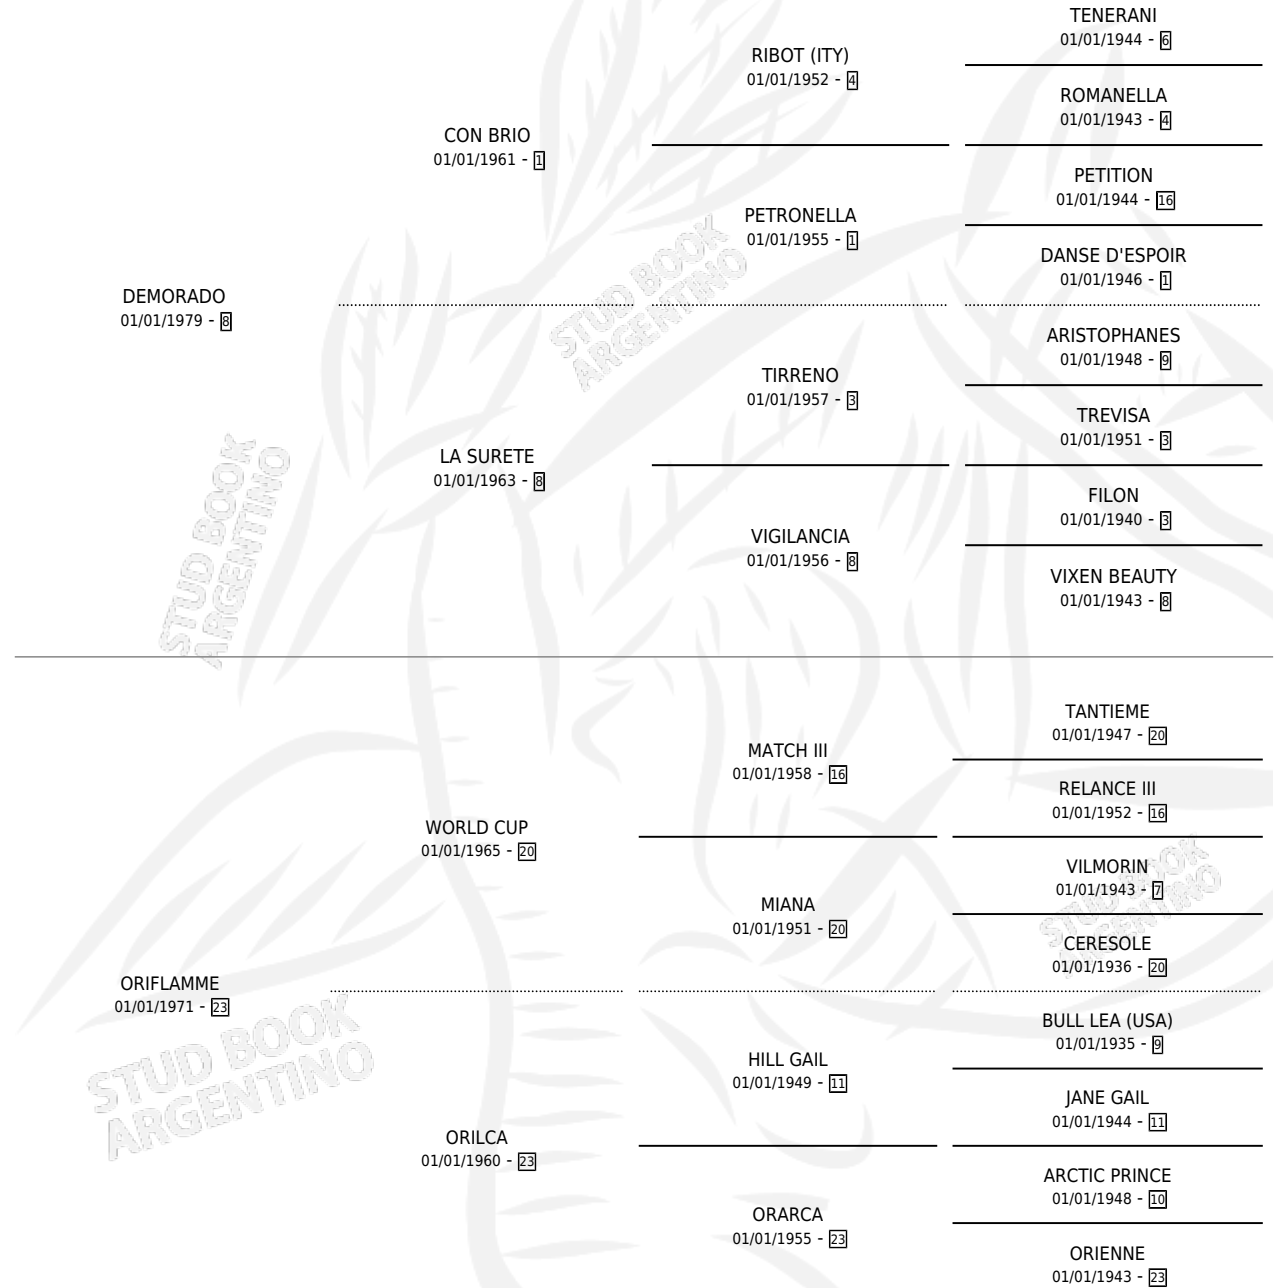 TENERANI
01/01/1944 - 6
RIBOT (ITY)
01/01/1952 - 4
ROMANELLA
01/01/1943 - 4
CON BRIO
01/01/1961 - 1
PETITION
01/01/1944 - 16
PETRONELLA
01/01/1955 - 1
DANSE D'ESPOIR
01/01/1946 - 1
DEMORADO
01/01/1979 - 8
STUD BOOK
ARGENTINO
ARISTOPHANES
01/01/1948 - 9
TIRRENO
01/01/1957 - 3
TREVISA
01/01/1951 - 3
LA SURETE
01/01/1963 - 8
FILON
01/01/1940 - 3
VIGILANCIA
01/01/1956 - 8
VIXEN BEAUTY
01/01/1943 - 8
STUD BOOK
ARGENTINO
TANTIEME
01/01/1947 - 20
MATCH III
01/01/1958 - 16
RELANCE III
01/01/1952 - 16
WORLD CUP
01/01/1965 - 20
VILMORIN
01/01/1943 - 7
MIANA
01/01/1951 - 20
CERESOLE
01/01/1936 - 20
STUD BOOK
ARGENTINO
ORIFLAMME
01/01/1971 - 23
BULL LEA (USA)
01/01/1935 - 9
HILL GAIL
01/01/1949 - 11
JANE GAIL
01/01/1944 - 11
STUD BOOK
ARGENTINO
ORILCA
01/01/1960 - 23
ARCTIC PRINCE
01/01/1948 - 10
ORARCA
01/01/1955 - 23
ORIENNE
01/01/1943 - 23